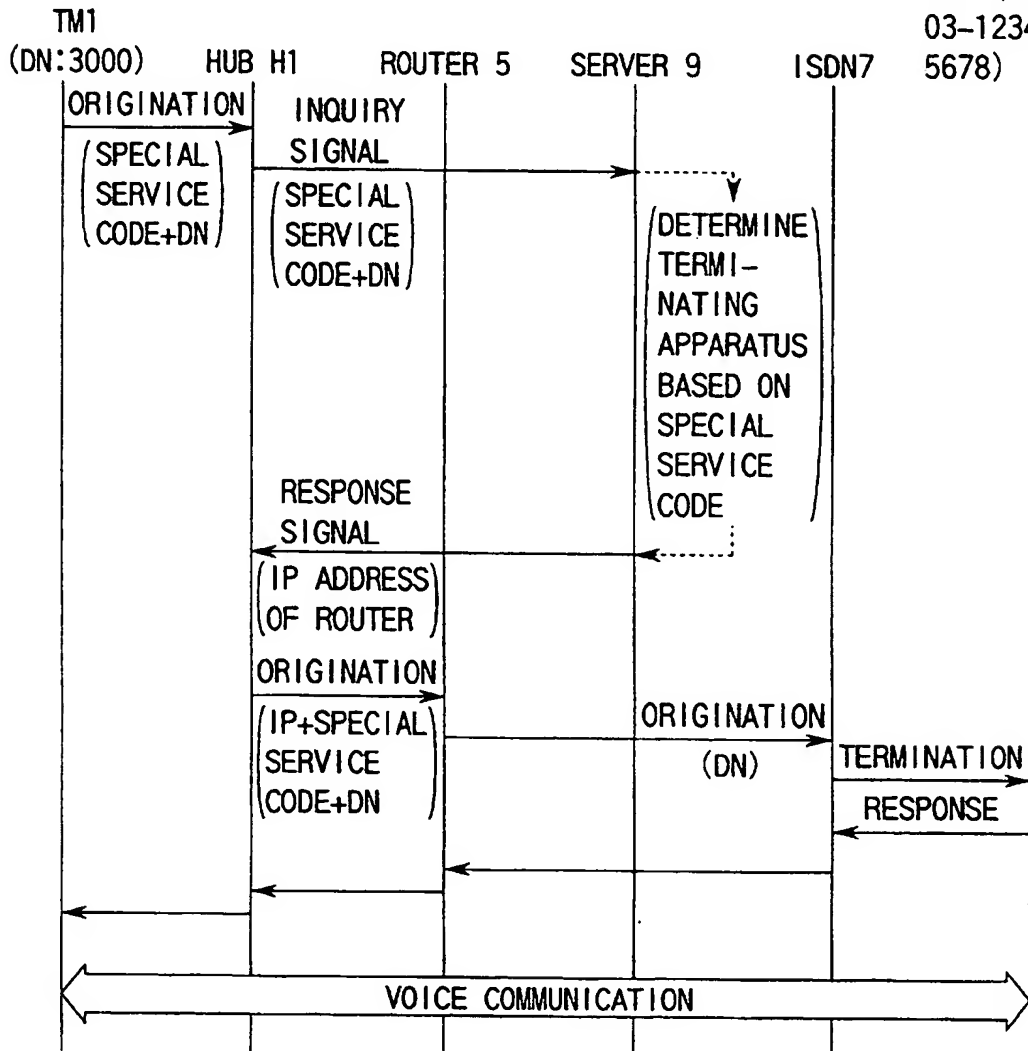 TM1
(DN:3000)
HUB H1
ROUTER 5
SERVER 9
ISDN7
03-1234
5678)
ORIGINATION
(SPECIAL
SERVICE
CODE+DN)
INQUIRY
SIGNAL
(SPECIAL
SERVICE
CODE+DN)
(DETERMINE
TERMI-
NATING
APPARATUS
BASED ON
SPECIAL
SERVICE
CODE)
RESPONSE
SIGNAL
(IP ADDRESS
OF ROUTER)
ORIGINATION
(IP+SPECIAL
SERVICE
CODE+DN)
ORIGINATION
(DN)
TERMINATION
RESPONSE
VOICE COMMUNICATION